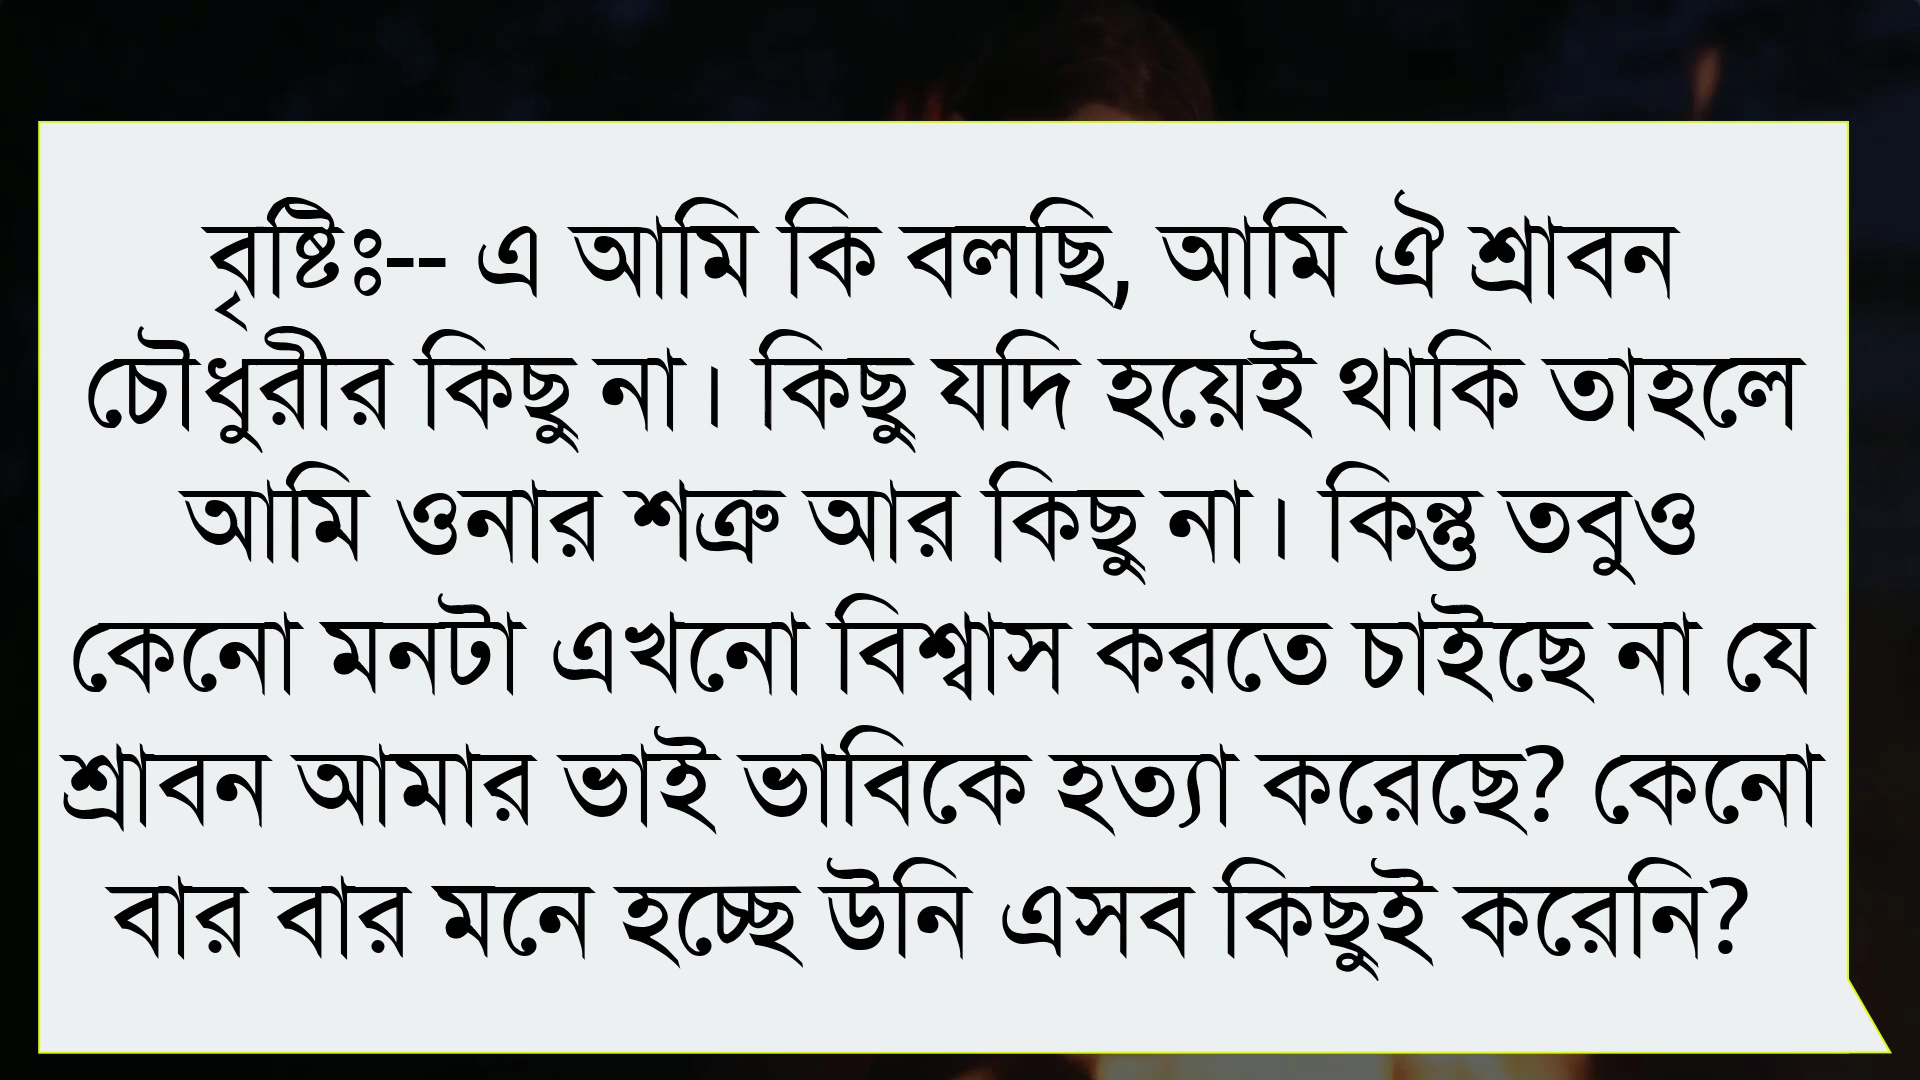 বৃষ্টিঃ-- এ আমি কি বলছি, আমি ঐ শ্রাবন
চৌধুরীর কিছু না। কিছু যদি হয়েই থাকি তাহলে
আমি ওনার শত্রু আর কিছু না। কিন্তু তবুও
কেনো মনটা এখনো বিশ্বাস করতে চাইছে না যে
শ্রাবন আমার ভাই ভাবিকে হত্যা করেছে? কেনো
বার বার মনে হচ্ছে উনি এসব কিছুই করেনি?